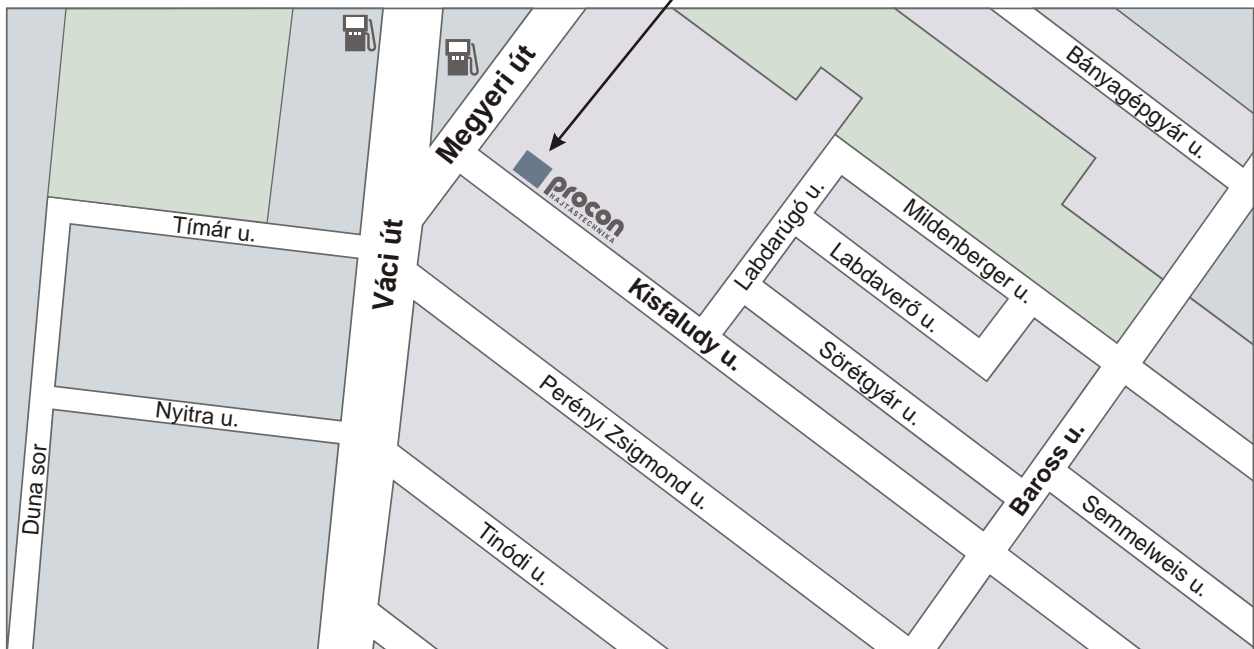 Megyeri út
Bányagépgyár u.
procon
HAJTÁSTECHNIKA
Tímár u.
Váci út
Labdarúgó u.
Mildenberger u.
Labdaverő u.
Kisfaludy u.
Sörétgyár u.
Perényi Zsigmond u.
Nyitra u.
Duna sor
Baross u.
Semmelweis u.
Tinódi u.